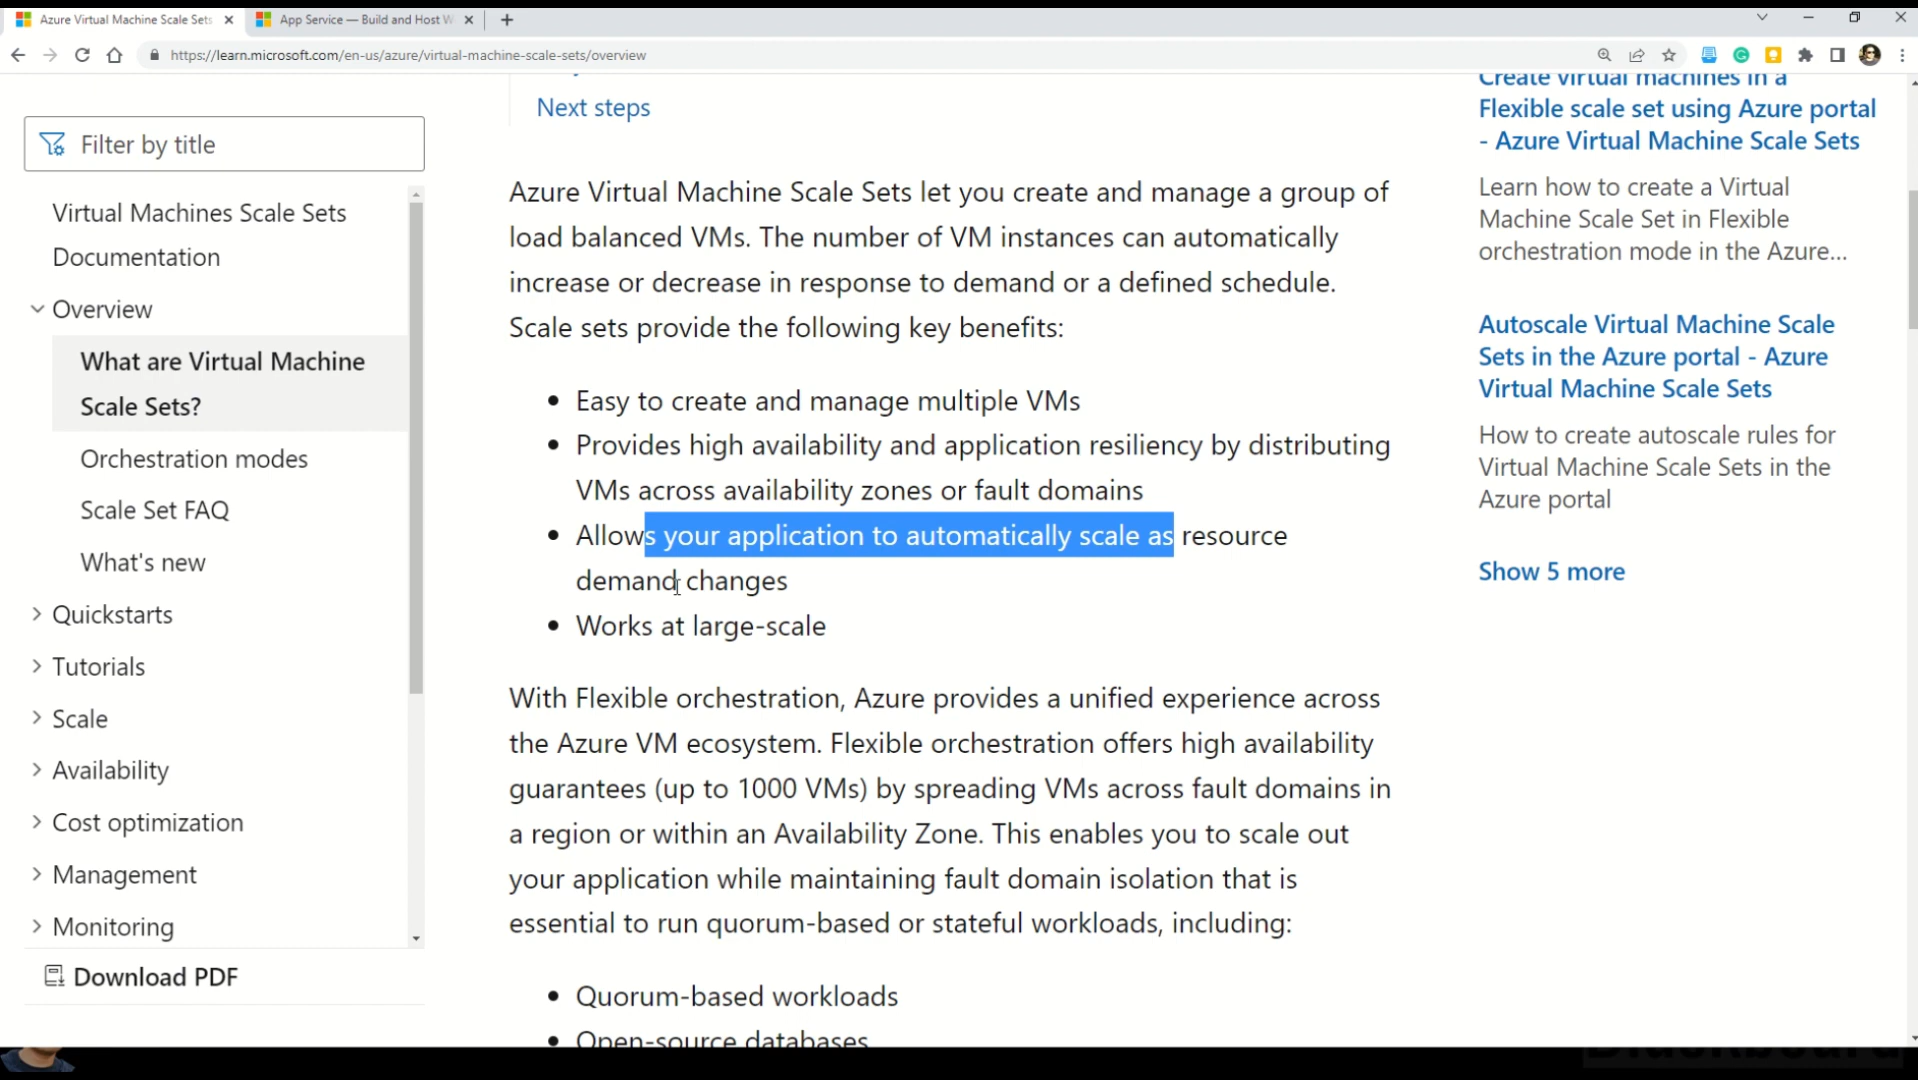 Azure Virtual Machine Scale Sets
App Service — Build and Host W
https://learn.microsoft.com/en-us/azure/virtual-machine-scale-sets/overview
Filter by title
Virtual Machines Scale Sets
Documentation
Overview
What are Virtual Machine
Scale Sets?
Orchestration modes
Scale Set FAQ
What's new
Quickstarts
Tutorials
Scale
Availability
Cost optimization
Management
Monitoring
Download PDF
Next steps
Azure Virtual Machine Scale Sets let you create and manage a group of
load balanced VMs. The number of VM instances can automatically
increase or decrease in response to demand or a defined schedule.
Scale sets provide the following key benefits:
• Easy to create and manage multiple VMs
• Provides high availability and application resiliency by distributing
VMs across availability zones or fault domains
• Allows your application to automatically scale as resource
demand changes
• Works at large-scale
With Flexible orchestration, Azure provides a unified experience across
the Azure VM ecosystem. Flexible orchestration offers high availability
guarantees (up to 1000 VMs) by spreading VMs across fault domains in
a region or within an Availability Zone. This enables you to scale out
your application while maintaining fault domain isolation that is
essential to run quorum-based or stateful workloads, including:
• Quorum-based workloads
• Open-source databases
Create virtual machines in a
Flexible scale set using Azure portal
- Azure Virtual Machine Scale Sets
Learn how to create a Virtual
Machine Scale Set in Flexible
orchestration mode in the Azure...
Autoscale Virtual Machine Scale
Sets in the Azure portal - Azure
Virtual Machine Scale Sets
How to create autoscale rules for
Virtual Machine Scale Sets in the
Azure portal
Show 5 more